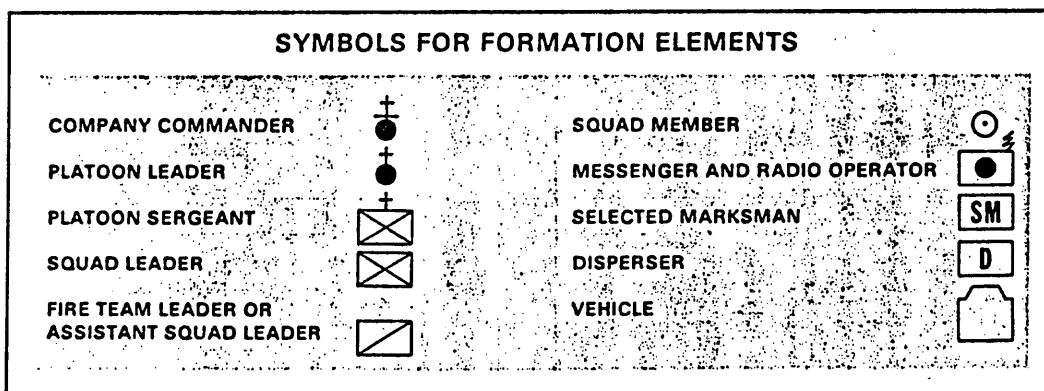 SYMBOLS FOR FORMATION ELEMENTS
COMPANY COMMANDER
PLATOON LEADER
PLATOON SERGEANT
SQUAD LEADER
FIRE TEAM LEADER OR
ASSISTANT SQUAD LEADER
SQUAD MEMBER
MESSENGER AND RADIO OPERATOR
SELECTED MARKSMAN
SM
DISPERSER
D
VEHICLE